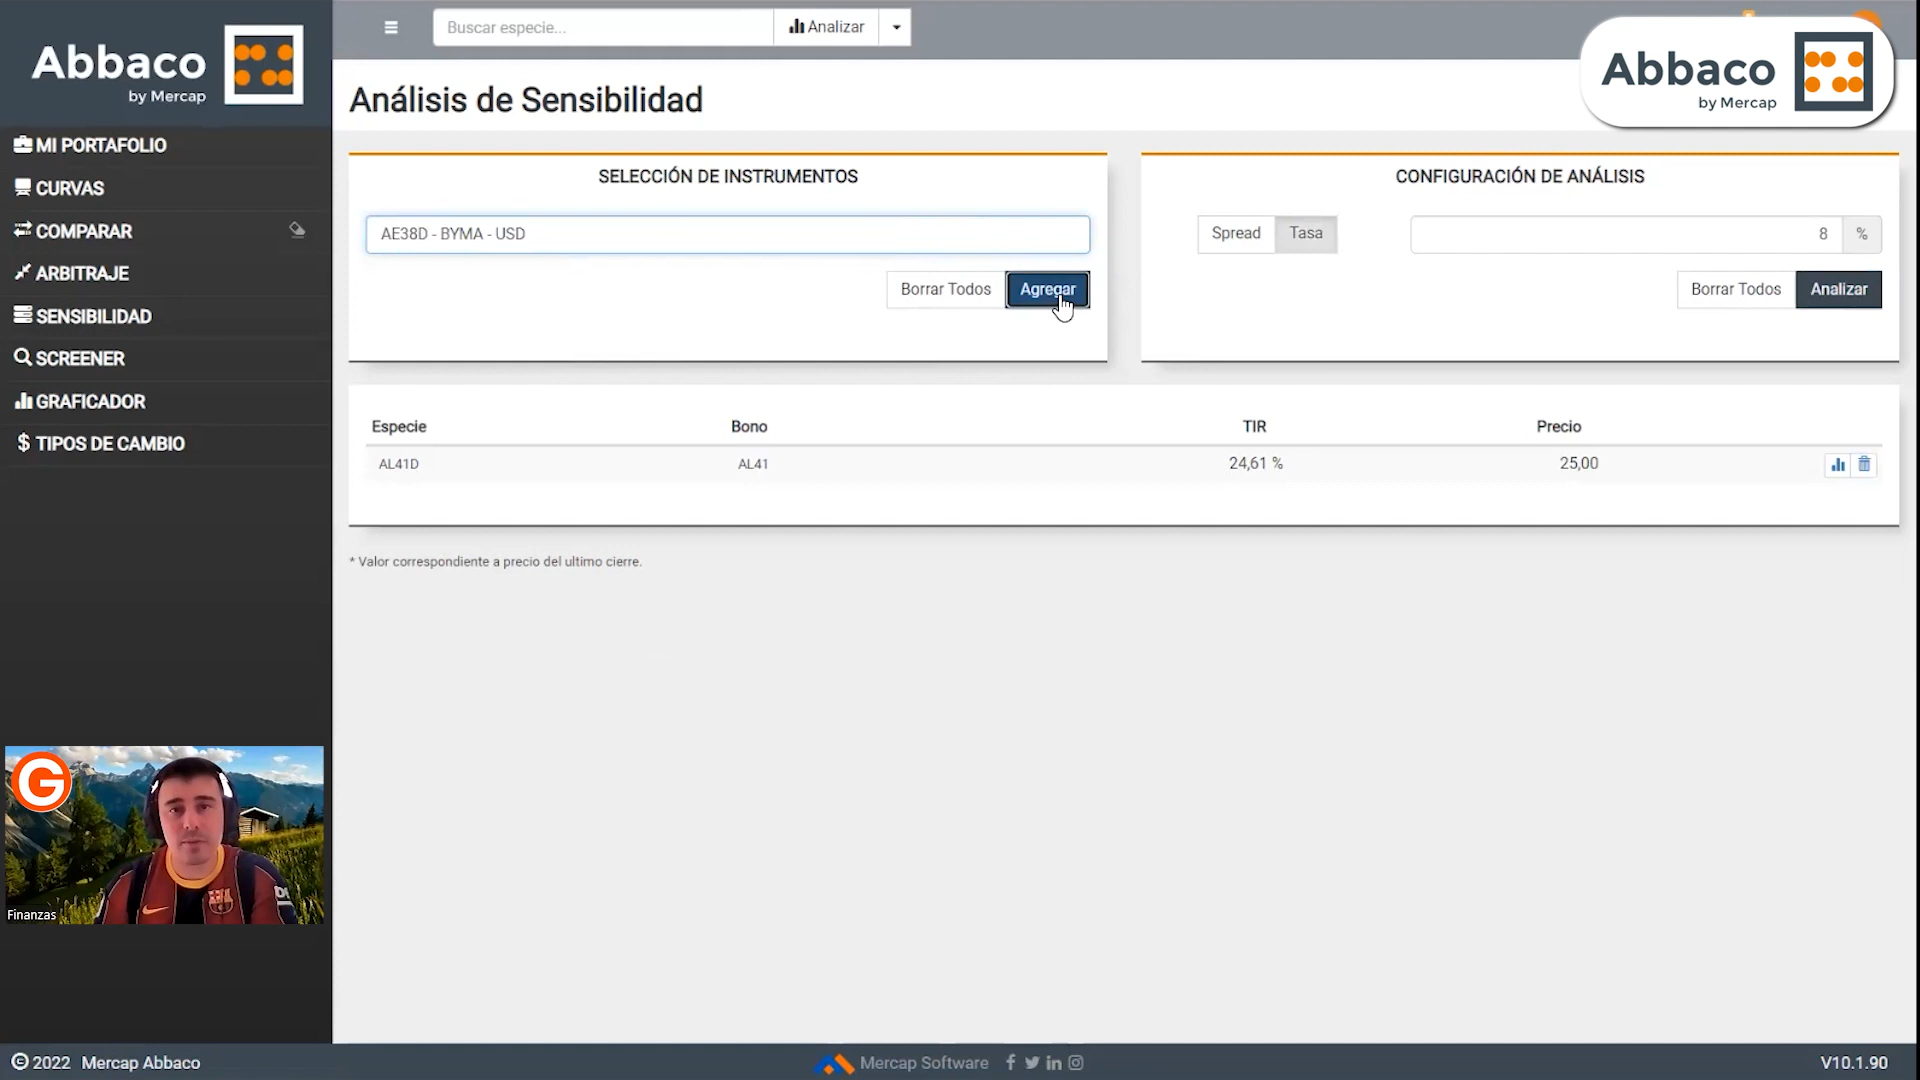 Abbaco
by Mercap
MI PORTAFOLIO
CURVAS
COMPARAR
ARBITRAJE
SENSIBILIDAD
SCREENER
GRAFICADOR
$ TIPOS DE CAMBIO
Buscar especie...
Analizar
Abbaco
by Mercap
Análisis de Sensibilidad
SELECCIÓN DE INSTRUMENTOS
AE38D - BYMA - USD
Borrar Todos
Agregar
CONFIGURACIÓN DE ANÁLISIS
Spread
Tasa
8 %
Borrar Todos
Analizar
Especie Bono TIR Precio
AL41D AL41 24,61 % 25,00
* Valor correspondiente a precio del ultimo cierre.
G
Finanzas
© 2022 Mercap Abbaco
Mercap Software
V10.1.90